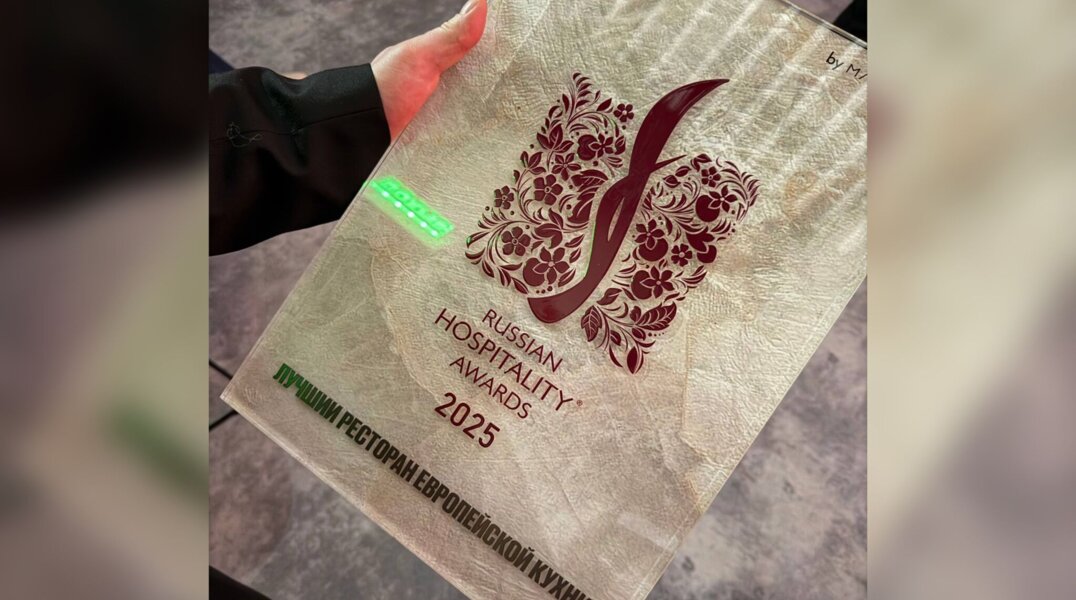 by
RUSSIAN
HOSPITALITY®
AWARDS
2025
ЛУЧШИЙ РЕСТОРАН ЕВРОПЕЙСКОЙ КУХНИ